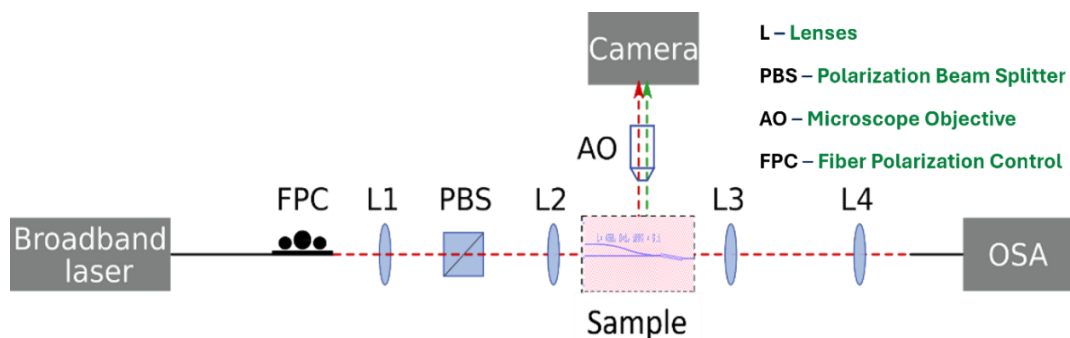 Camera
L – Lenses
PBS – Polarization Beam Splitter
AO
AO – Microscope Objective
FPC – Fiber Polarization Control
FPC
L1
PBS
L2
L3
L4
Broadband
laser
OSA
Sample